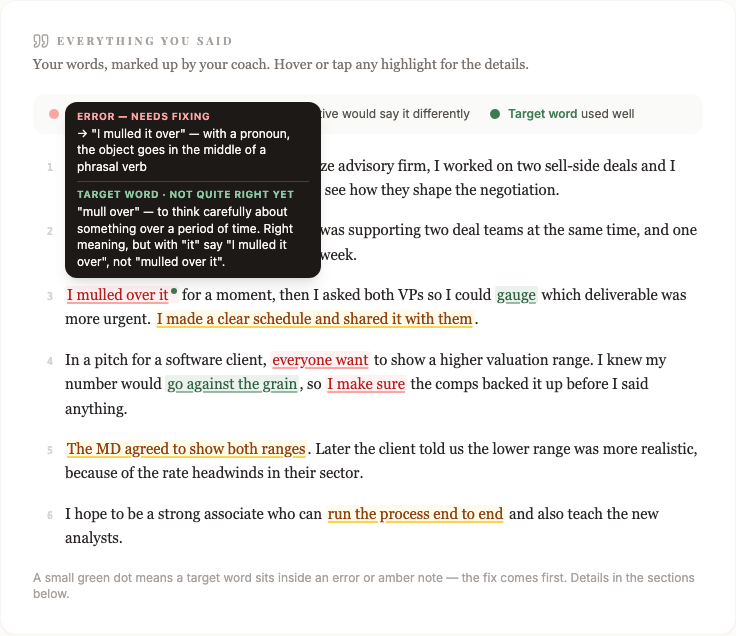 EVERYTHING YOU SAID
Your words, marked up by your coach. Hover or tap any highlight for the details.
would say it differently
Target word used well
ERROR — NEEDS FIXING
→ "I mulled it over" — with a pronoun,
the object goes in the middle of a
phrasal verb
TARGET WORD · NOT QUITE RIGHT YET
"mull over" — to think carefully about
something over a period of time. Right
meaning, but with "it" say "I mulled it
over", not "mulled over it".
1
advisory firm, I worked on two sell-side deals and I
see how they shape the negotiation.
2
was supporting two deal teams at the same time, and one
week.
3 I mulled over it for a moment, then I asked both VPs so I could gauge which deliverable was
more urgent. I made a clear schedule and shared it with them.
4 In a pitch for a software client, everyone want to show a higher valuation range. I knew my
number would go against the grain, so I make sure the comps backed it up before I said
anything.
5 The MD agreed to show both ranges. Later the client told us the lower range was more realistic,
because of the rate headwinds in their sector.
6 I hope to be a strong associate who can run the process end to end and also teach the new
analysts.
A small green dot means a target word sits inside an error or amber note — the fix comes first. Details in the sections
below.